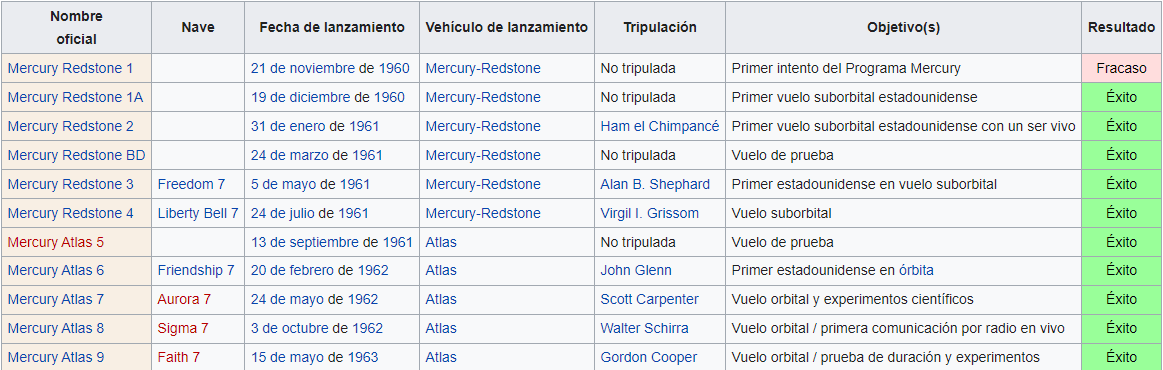 Nombre
oficial Nave Fecha de lanzamiento Vehículo de lanzamiento Tripulación Objetivo(s) Resultado
Mercury Redstone 1 21 de noviembre de 1960 Mercury-Redstone No tripulada Primer intento del Programa Mercury Fracaso
Mercury Redstone 1A 19 de diciembre de 1960 Mercury-Redstone No tripulada Primer vuelo suborbital estadounidense Éxito
Mercury Redstone 2 31 de enero de 1961 Mercury-Redstone Ham el Chimpancé Primer vuelo suborbital estadounidense con un ser vivo Éxito
Mercury Redstone BD 24 de marzo de 1961 Mercury-Redstone No tripulada Vuelo de prueba Éxito
Mercury Redstone 3 Freedom 7 5 de mayo de 1961 Mercury-Redstone Alan B. Shephard Primer estadounidense en vuelo suborbital Éxito
Mercury Redstone 4 Liberty Bell 7 24 de julio de 1961 Mercury-Redstone Virgil I. Grissom Vuelo suborbital Éxito
Mercury Atlas 5 13 de septiembre de 1961 Atlas No tripulada Vuelo de prueba Éxito
Mercury Atlas 6 Friendship 7 20 de febrero de 1962 Atlas John Glenn Primer estadounidense en órbita Éxito
Mercury Atlas 7 Aurora 7 24 de mayo de 1962 Atlas Scott Carpenter Vuelo orbital y experimentos científicos Éxito
Mercury Atlas 8 Sigma 7 3 de octubre de 1962 Atlas Walter Schirra Vuelo orbital / primera comunicación por radio en vivo Éxito
Mercury Atlas 9 Faith 7 15 de mayo de 1963 Atlas Gordon Cooper Vuelo orbital / prueba de duración y experimentos Éxito